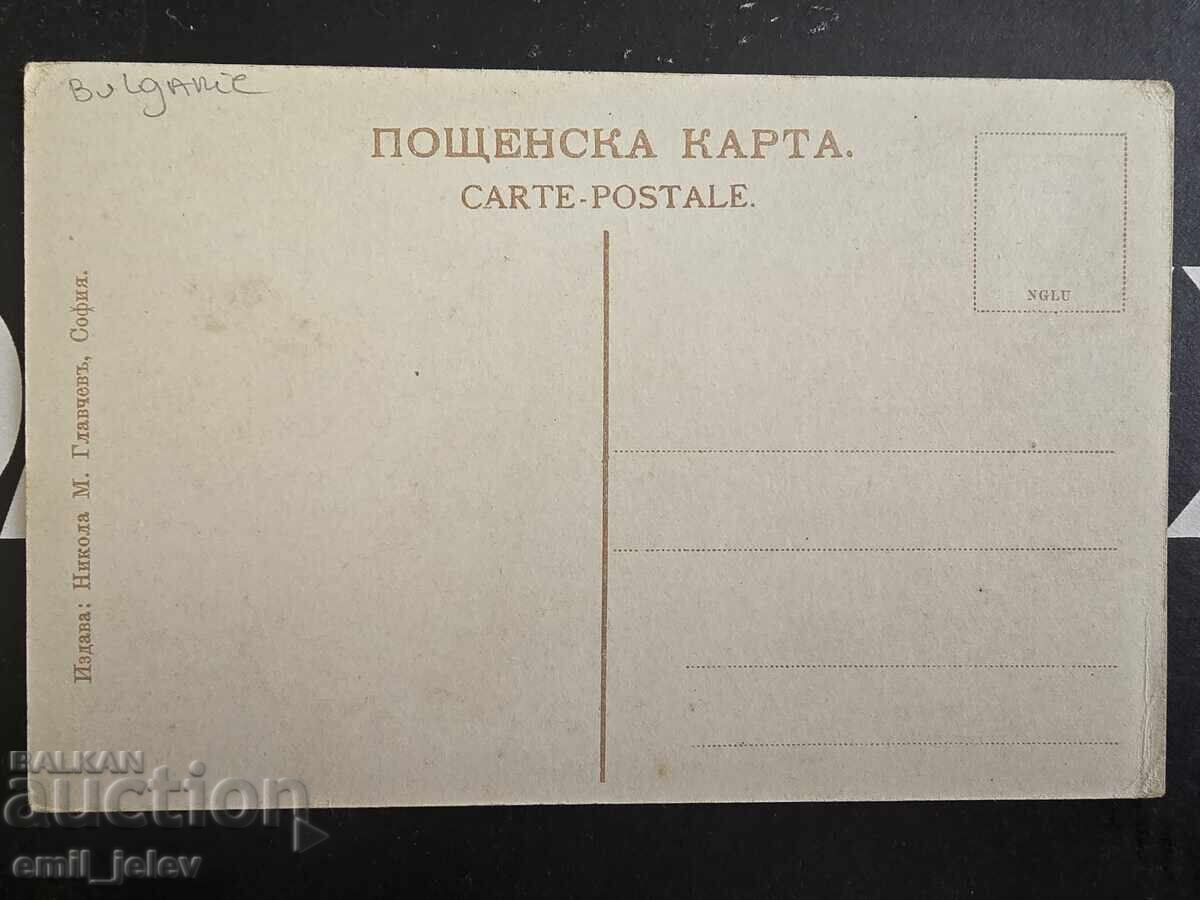 Bulgarie
ПОЩЕНСКА КАРТА.
CARTE-POSTALE.
NGLU
Издава: Никола М. Главчевъ, София.
BALKAN
auction
emil_jelev